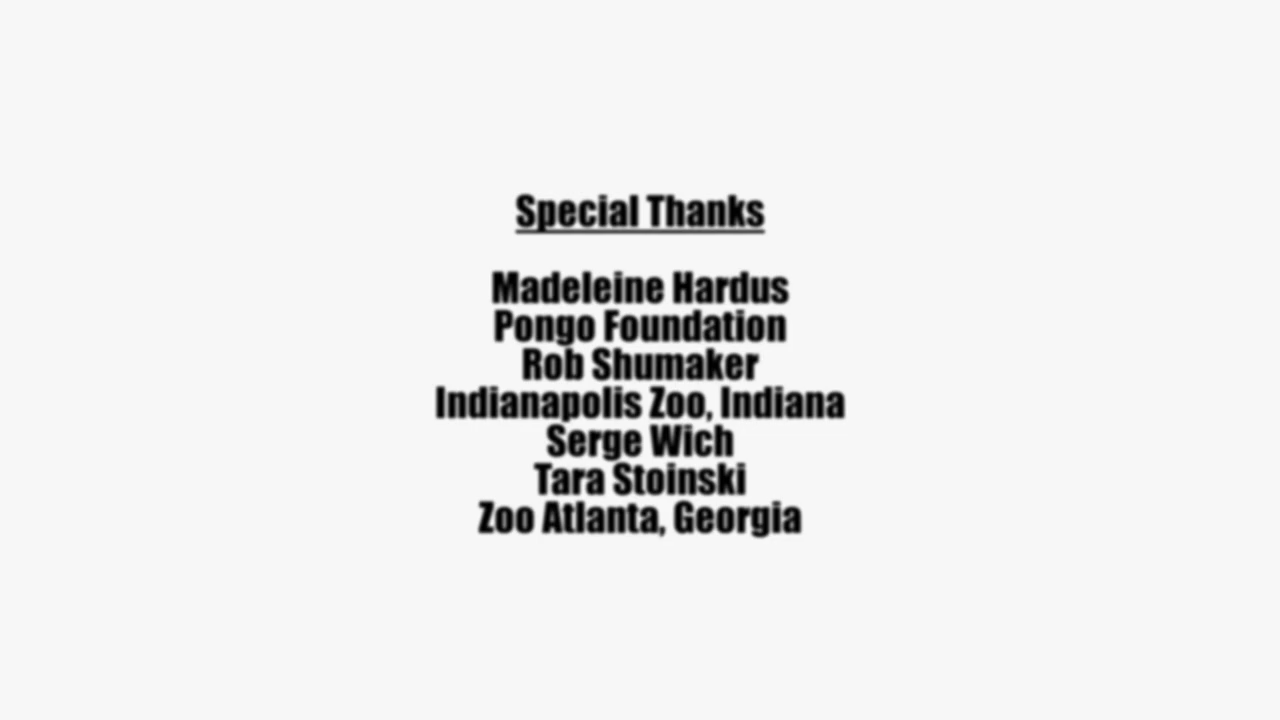 Special Thanks
Madeleine Hardus
Pongo Foundation
Rob Shumaker
Indianapolis Zoo, Indiana
Serge Wich
Tara Stoinski
Zoo Atlanta, Georgia